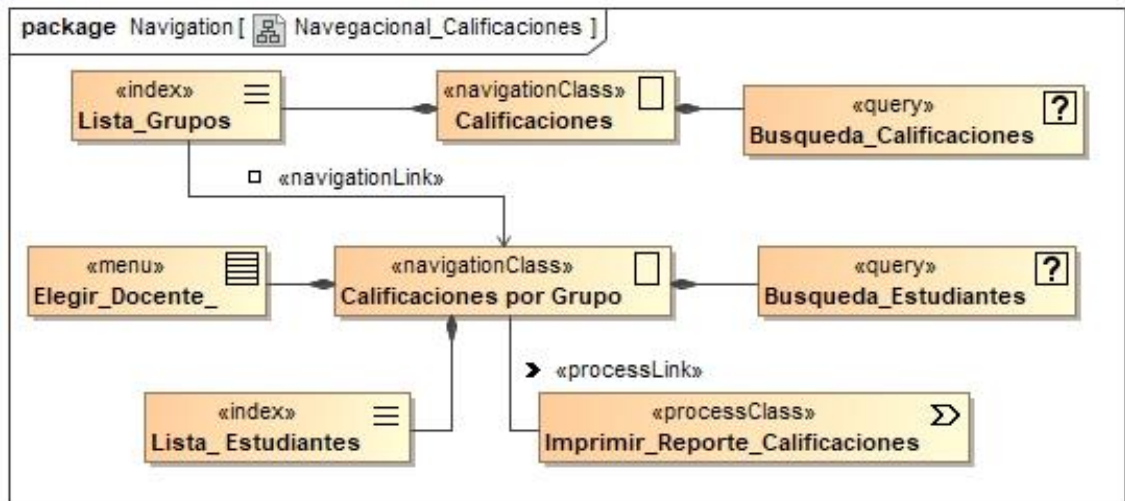 package Navigation [ Navegacional_Calificaciones ]
«index»
Lista_Grupos
«navigationClass»
Calificaciones
«query»
Busqueda_Calificaciones
«navigationLink»
«menu»
Elegir_Docente_
«navigationClass»
Calificaciones por Grupo
«query»
Busqueda_Estudiantes
«processLink»
«index»
Lista_ Estudiantes
«processClass»
Imprimir_Reporte_Calificaciones